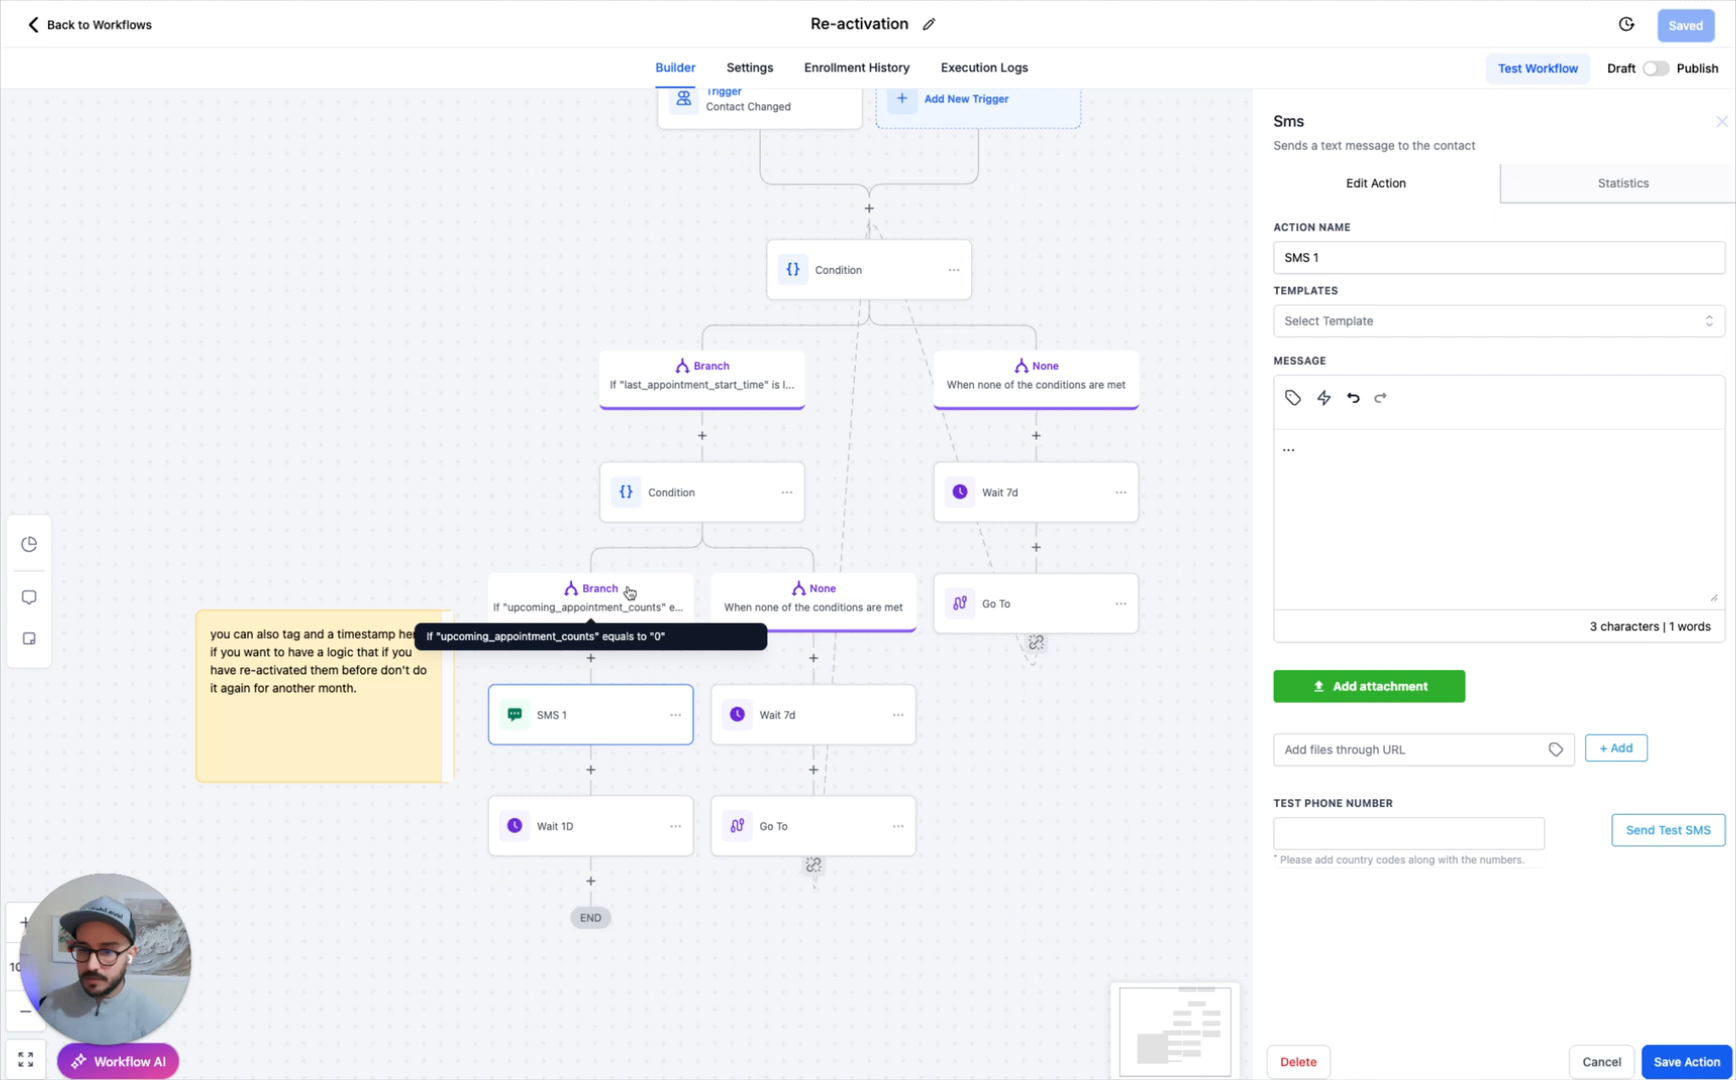 Back to Workflows
Re-activation
Saved
Builder
Settings
Enrollment History
Execution Logs
Test Workflow
Draft
Publish
Trigger
Contact Changed
Add New Trigger
Condition
Branch
If "last_appointment_start_time" is l...
None
When none of the conditions are met
Condition
Wait 7d
Branch
If "upcoming_appointment_counts" e...
None
When none of the conditions are met
Go To
If "upcoming_appointment_counts" equals to "0"
you can also tag and a timestamp
if you want to have a logic that if you
have re-activated them before don't do
it again for another month.
SMS 1
Wait 7d
Wait 1D
Go To
END
Workflow AI
Sms
Sends a text message to the contact
Edit Action
Statistics
ACTION NAME
SMS 1
TEMPLATES
Select Template
MESSAGE
...
3 characters | 1 words
Add attachment
Add files through URL
+ Add
TEST PHONE NUMBER
Send Test SMS
* Please add country codes along with the numbers.
Delete
Cancel
Save Action